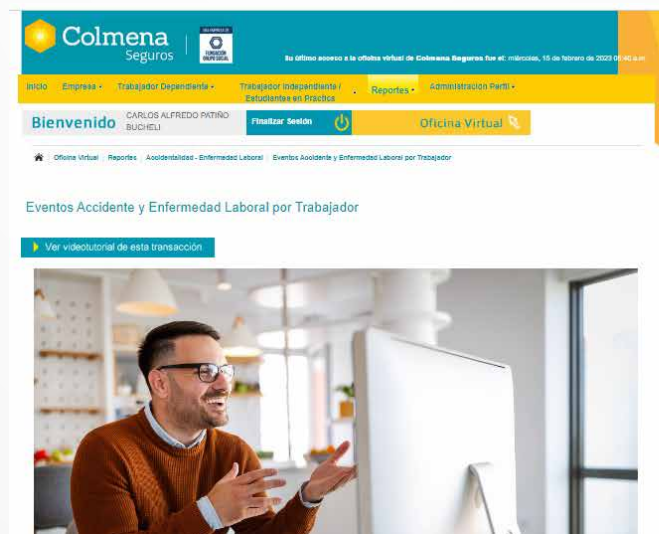 Colmena
Seguros
FUNDACIÓN
GRUPO SOCIAL
Su último acceso a la oficina virtual de Colmena Seguros fue el: miércoles, 15 de febrero de 2023
Inicio Empresa Trabajador Dependiente Trabajador Independiente / Estudiantes en Práctica Reportes Administración Perfil
Bienvenido CARLOS ALFREDO PATIÑO BUCHELI Finalizar Sesión Oficina Virtual
Oficina Virtual Reportes Accidentalidad - Enfermedad Laboral Eventos Accidente y Enfermedad Laboral por Trabajador
Eventos Accidente y Enfermedad Laboral por Trabajador
Ver videotutorial de esta transacción